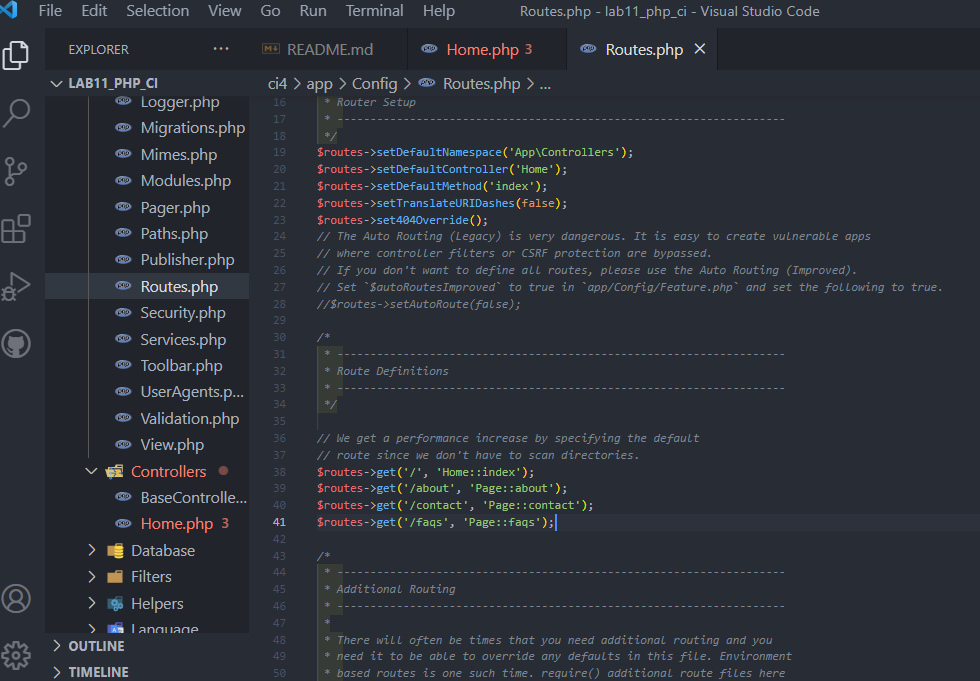 File Edit Selection View Go Run Terminal Help Routes.php - lab11_php_ci - Visual Studio Code
EXPLORER ...
README.md Home.php 3 Routes.php ×
LAB11_PHP_CI
ci4 > app > Config > Routes.php > ...
Logger.php
Migrations.php
Mimes.php
Modules.php
Pager.php
Paths.php
Publisher.php
Routes.php
Security.php
Services.php
Toolbar.php
UserAgents.p...
Validation.php
View.php
Controllers
BaseControlle...
Home.php 3
Database
Filters
Helpers
Language
OUTLINE
TIMELINE
16 * Router Setup
17 * --------------------------------------------------------------------
18 */
19 $routes->setDefaultNamespace('App\Controllers');
20 $routes->setDefaultController('Home');
21 $routes->setDefaultMethod('index');
22 $routes->setTranslateURIDashes(false);
23 $routes->set404Override();
24 // The Auto Routing (Legacy) is very dangerous. It is easy to create vulnerable apps
25 // where controller filters or CSRF protection are bypassed.
26 // If you don't want to define all routes, please use the Auto Routing (Improved).
27 // Set `$autoRoutesImproved` to true in `app/Config/Feature.php` and set the following to true.
28 //$routes->setAutoRoute(false);
29
30 /*
31 * --------------------------------------------------------------------
32 * Route Definitions
33 * --------------------------------------------------------------------
34 */
35
36 // We get a performance increase by specifying the default
37 // route since we don't have to scan directories.
38 $routes->get('/', 'Home::index');
39 $routes->get('/about', 'Page::about');
40 $routes->get('/contact', 'Page::contact');
41 $routes->get('/faqs', 'Page::faqs');
42
43 /*
44 * --------------------------------------------------------------------
45 * Additional Routing
46 * --------------------------------------------------------------------
47 *
48 * There will often be times that you need additional routing and you
49 * need it to be able to override any defaults in this file. Environment
50 * based routes is one such time. require() additional route files here